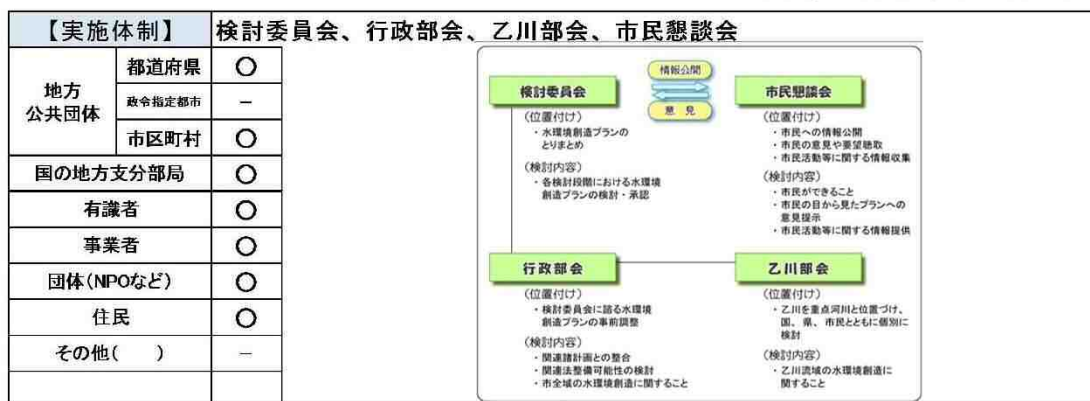 【実施体制】 検討委員会、行政部会、乙川部会、市民懇談会
地方
公共団体
都道府県 ○
政令指定都市 －
市区町村 ○
国の地方支分部局 ○
有識者 ○
事業者 ○
団体(NPOなど) ○
住民 ○
その他( ) －
検討委員会
(位置付け)
・水環境創造プランの
とりまとめ
(検討内容)
・各検討段階における水環境
創造プランの検討・承認
情報公開
意 見
市民懇談会
(位置付け)
・市民への情報公開
・市民の意見や要望聴取
・市民活動等に関する情報収集
(検討内容)
・市民ができること
・市民の目から見たプランへの
意見提示
・市民活動等に関する情報提供
行政部会
(位置付け)
・検討委員会に諮る水環境
創造プランの事前調整
(検討内容)
・関連諸計画との整合
・関連法整備可能性の検討
・市全域の水環境創造に関すること
乙川部会
(位置付け)
・乙川を重点河川と位置づけ、
国、県、市民とともに個別に
検討
(検討内容)
・乙川流域の水環境創造に
関すること